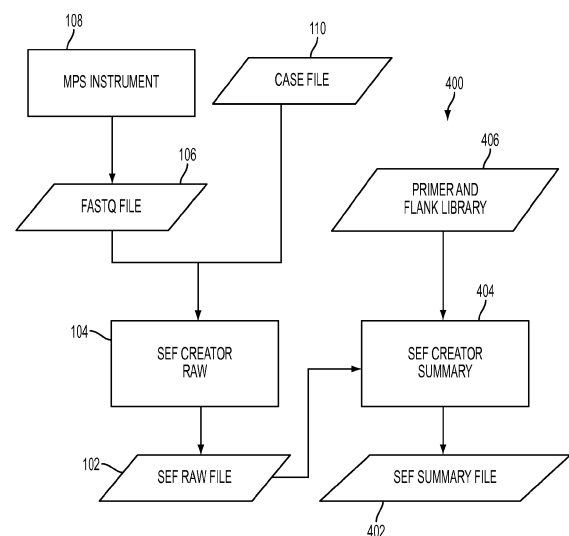 108
MPS INSTRUMENT
110
CASE FILE
400
106
FASTQ FILE
406
PRIMER AND
FLANK LIBRARY
104
SEF CREATOR
RAW
404
SEF CREATOR
SUMMARY
102
SEF RAW FILE
SEF SUMMARY FILE
402